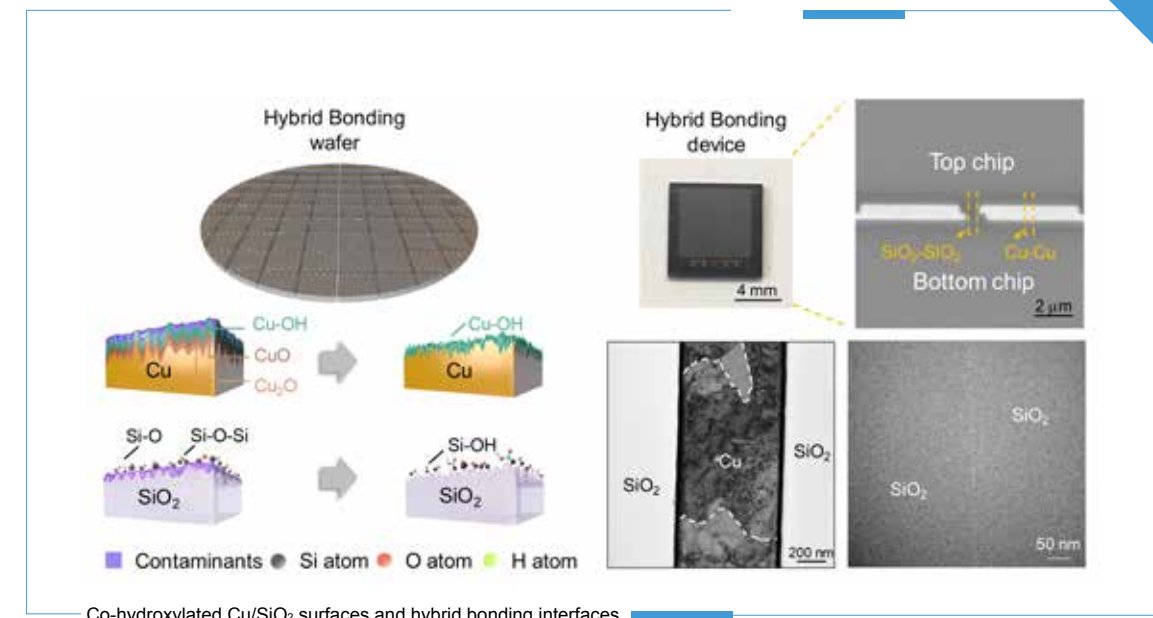 Hybrid Bonding
wafer
Cu-OH
CuO
Cu₂O
Cu
Cu-OH
Cu
Si-O
Si-O-Si
SiO₂
Si-OH
SiO₂
Contaminants Si atom O atom H atom
Hybrid Bonding
device
4 mm
Top chip
SiO₂-SiO₂ Cu-Cu
Bottom chip
2 μm
SiO₂
Cu
SiO₂
200 nm
SiO₂
SiO₂
50 nm
Co-hydroxylated Cu/SiO₂ surfaces and hybrid bonding interfaces